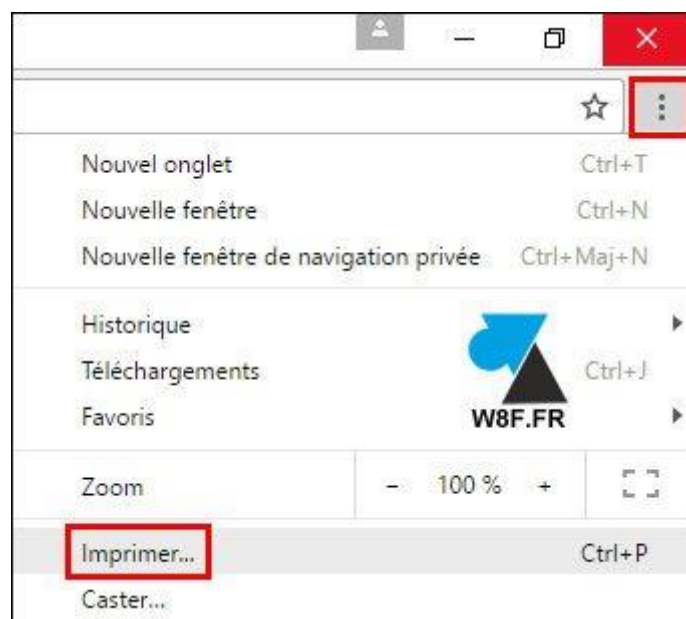 Nouvel onglet Ctrl+T
Nouvelle fenêtre Ctrl+N
Nouvelle fenêtre de navigation privée Ctrl+Maj+N
Historique
Téléchargements Ctrl+J
Favoris
W8F.FR
Zoom - 100 % +
Imprimer... Ctrl+P
Caster...